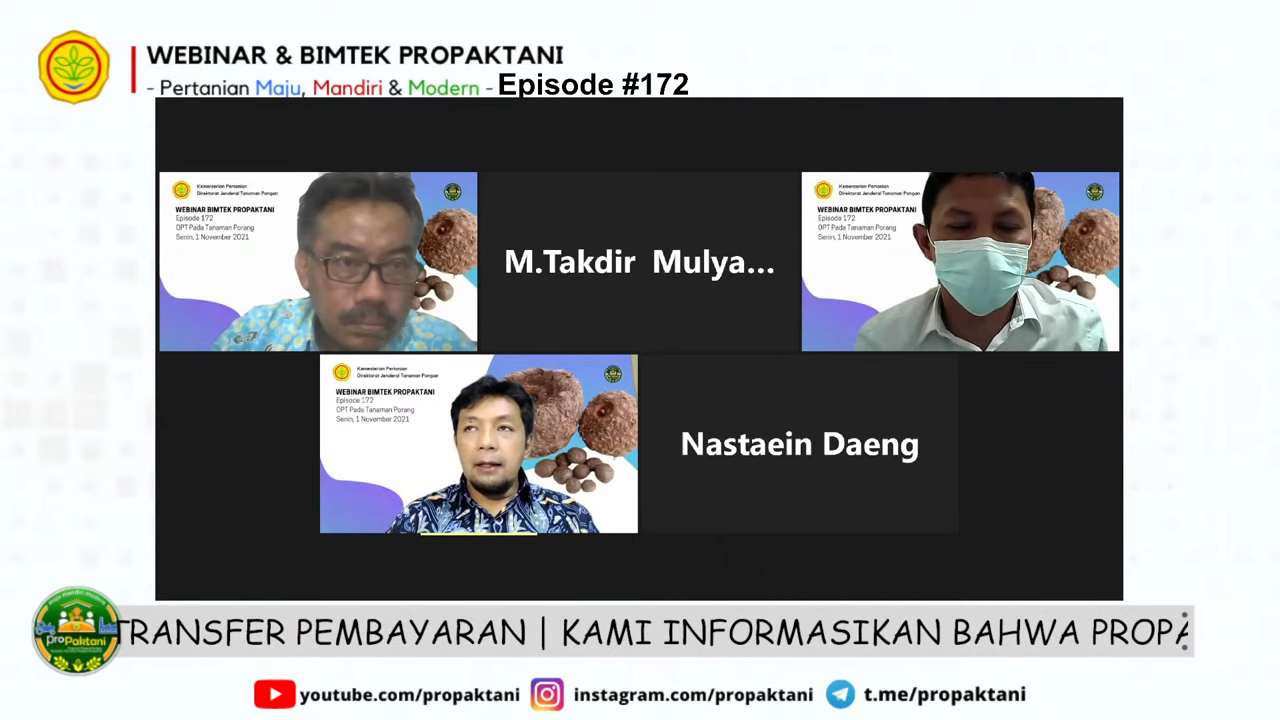 WEBINAR & BIMTEK PROPAKTANI
- Pertanian Maju, Mandiri & Modern - Episode #172
Kementerian Pertanian
Direktorat Jenderal Tanaman Pangan
WEBINAR BIMTEK PROPAKTANI
Episode 172
OPT Pada Tanaman Porang
Senin, 1 November 2021
M.Takdir Mulya...
Kementerian Pertanian
Direktorat Jenderal Tanaman Pangan
WEBINAR BIMTEK PROPAKTANI
Episode 172
OPT Pada Tanaman Porang
Senin, 1 November 2021
Kementerian Pertanian
Direktorat Jenderal Tanaman Pangan
WEBINAR BIMTEK PROPAKTANI
Episode 172
OPT Pada Tanaman Porang
Senin, 1 November 2021
Nastaein Daeng
proPaktani
TRANSFER PEMBAYARAN | KAMI INFORMASIKAN BAHWA PROPA
youtube.com/propaktani
instagram.com/propaktani
t.me/propaktani